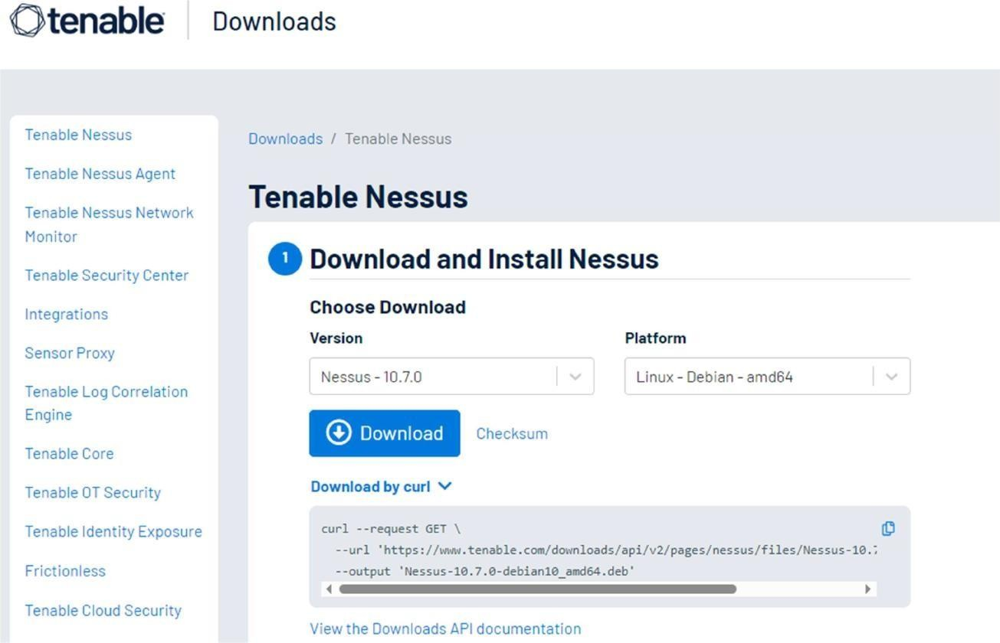 tenable
Downloads
Tenable Nessus
Tenable Nessus Agent
Tenable Nessus Network
Monitor
Tenable Security Center
Integrations
Sensor Proxy
Tenable Log Correlation
Engine
Tenable Core
Tenable OT Security
Tenable Identity Exposure
Frictionless
Tenable Cloud Security
Downloads / Tenable Nessus
Tenable Nessus
1 Download and Install Nessus
Choose Download
Version
Nessus - 10.7.0
Platform
Linux - Debian - amd64
Download
Checksum
Download by curl
curl --request GET \
--url 'https://www.tenable.com/downloads/api/v2/pages/nessus/files/Nessus-10.7
--output 'Nessus-10.7.0-debian10_amd64.deb'
View the Downloads API documentation